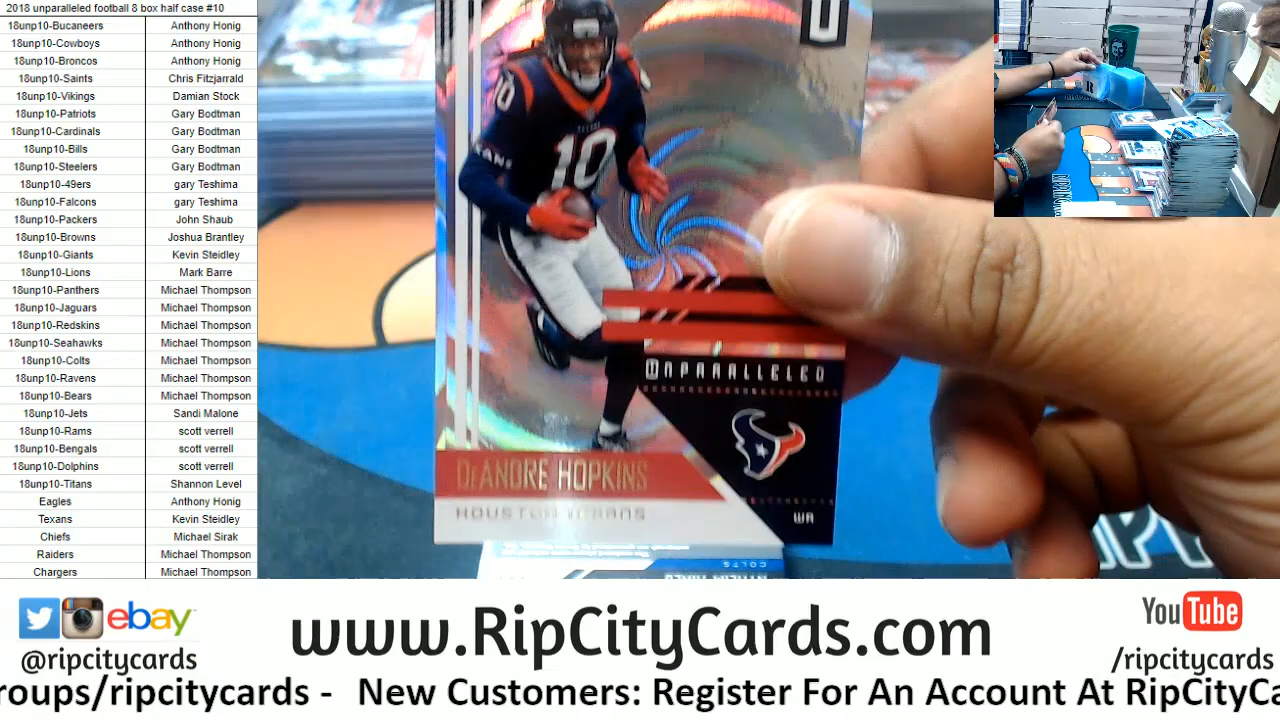 2018 unparalleled football 8 box half case #10
18unp10-Bucaneers Anthony Honig
18unp10-Cowboys Anthony Honig
18unp10-Broncos Anthony Honig
18unp10-Saints Chris Fitzjarrald
18unp10-Vikings Damian Stock
18unp10-Patriots Gary Bodtman
18unp10-Cardinals Gary Bodtman
18unp10-Bills Gary Bodtman
18unp10-Steelers Gary Bodtman
18unp10-49ers gary Teshima
18unp10-Falcons gary Teshima
18unp10-Packers John Shaub
18unp10-Browns Joshua Brantley
18unp10-Giants Kevin Steidley
18unp10-Lions Mark Barre
18unp10-Panthers Michael Thompson
18unp10-Jaguars Michael Thompson
18unp10-Redskins Michael Thompson
18unp10-Seahawks Michael Thompson
18unp10-Colts Michael Thompson
18unp10-Ravens Michael Thompson
18unp10-Bears Michael Thompson
18unp10-Jets Sandi Malone
18unp10-Rams scott verrell
18unp10-Bengals scott verrell
18unp10-Dolphins scott verrell
18unp10-Titans Shannon Level
Eagles Anthony Honig
Texans Kevin Steidley
Chiefs Michael Sirak
Raiders Michael Thompson
Chargers Michael Thompson
U
10
10
UNPARALLELED
DeANDRE HOPKINS
HOUSTON TEXANS
WR
COLTS
ebay
@ripcitycards
www.RipCityCards.com
YouTube
/ripcitycards
roups/ripcitycards - New Customers: Register For An Account At RipCityCa